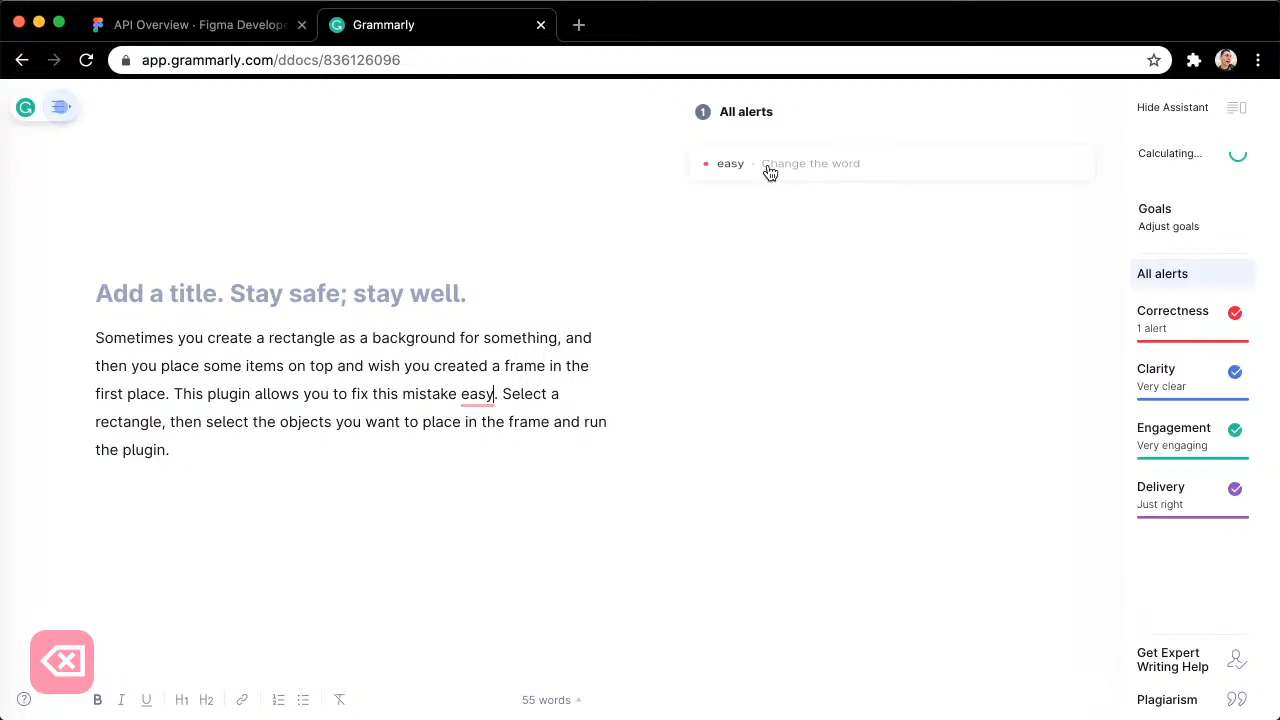 API Overview · Figma Develope
Grammarly
app.grammarly.com/ddocs/836126096
1 All alerts
Hide Assistant
easy · Change the word
Calculating...
Goals
Adjust goals
All alerts
Add a title. Stay safe; stay well.
Sometimes you create a rectangle as a background for something, and
then you place some items on top and wish you created a frame in the
first place. This plugin allows you to fix this mistake easy. Select a
rectangle, then select the objects you want to place in the frame and run
the plugin.
Correctness
1 alert
Clarity
Very clear
Engagement
Very engaging
Delivery
Just right
Get Expert
Writing Help
B I U H1 H2
55 words
Plagiarism